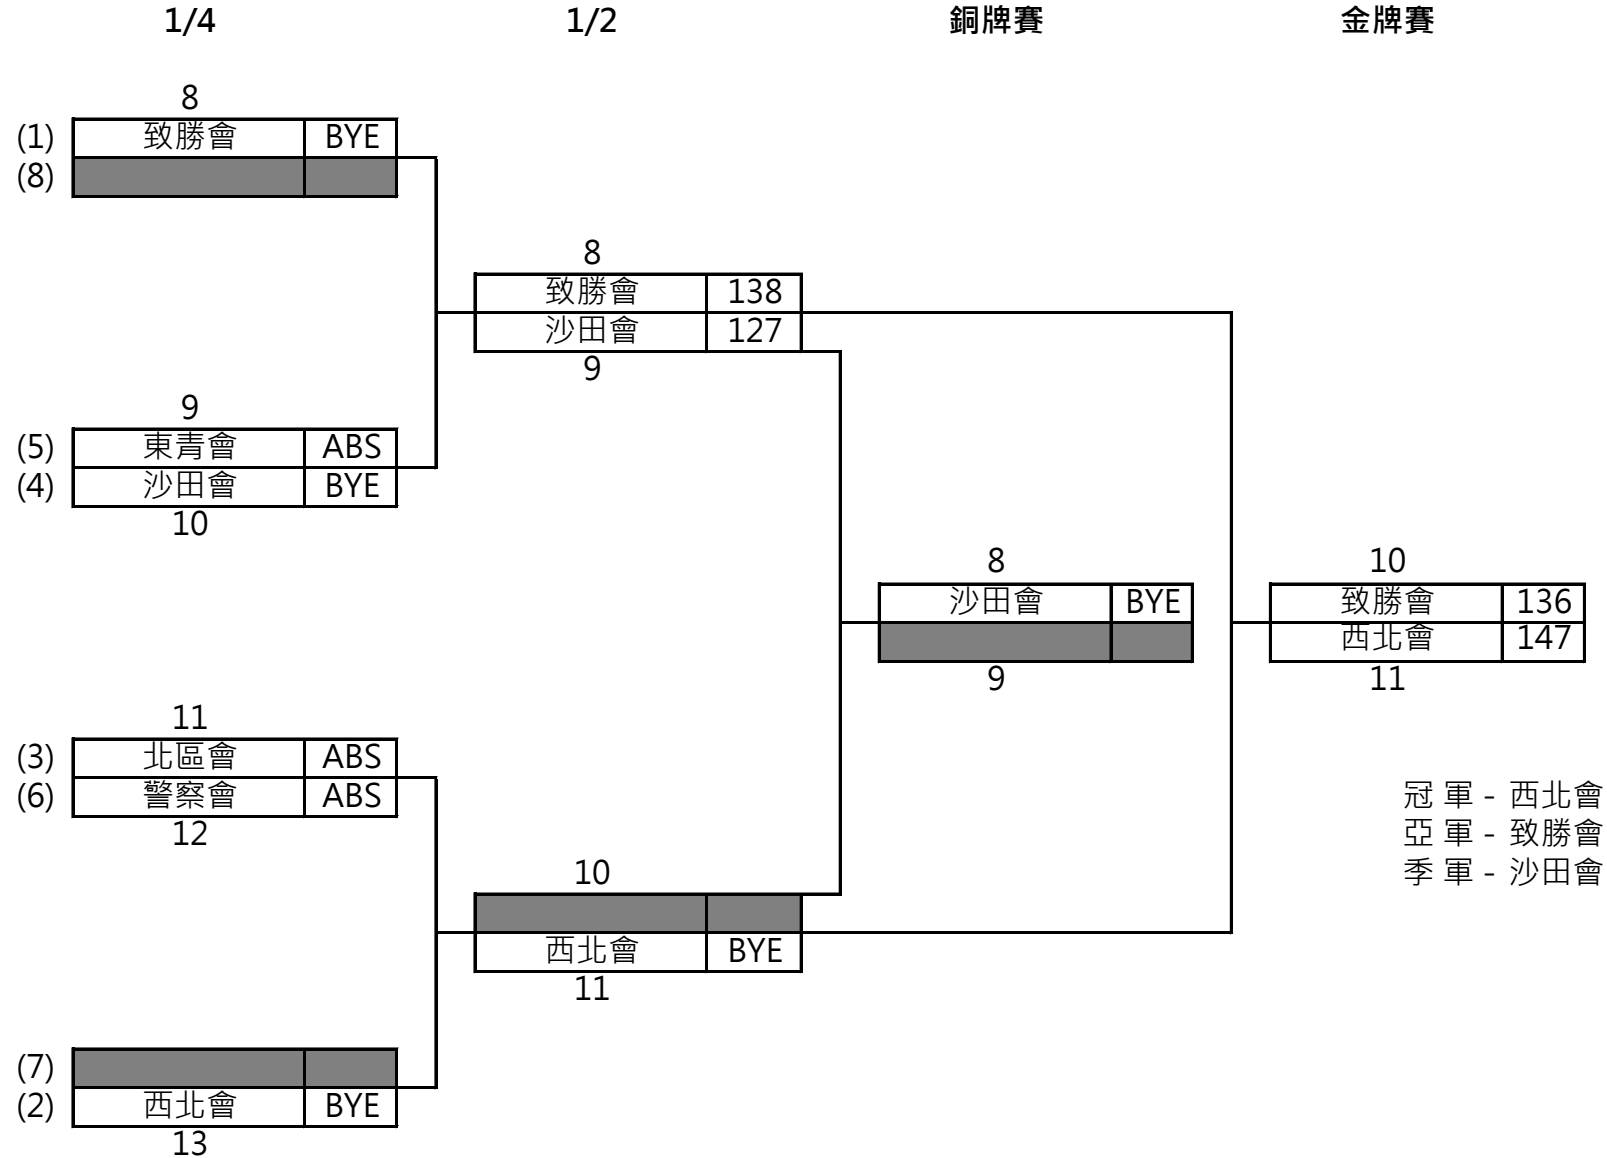 1/4 1/2 銅牌賽 金牌賽
8
(1) 致勝會 BYE
(8)
8
致勝會 138
沙田會 127
9
9
(5) 東青會 ABS
(4) 沙田會 BYE
10
8
沙田會 BYE
9
10
致勝會 136
西北會 147
11
11
(3) 北區會 ABS
(6) 警察會 ABS
12
冠 軍 - 西北會
亞 軍 - 致勝會
季 軍 - 沙田會
10
西北會 BYE
11
(7)
(2) 西北會 BYE
13